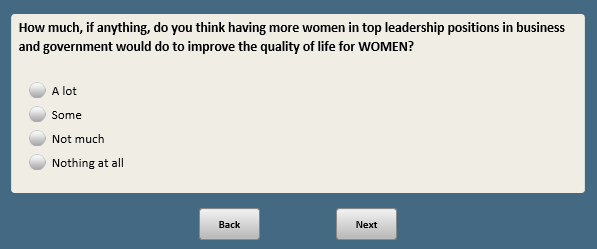 How much, if anything, do you think having more women in top leadership positions in business
and government would do to improve the quality of life for WOMEN?
A lot
Some
Not much
Nothing at all
Back
Next